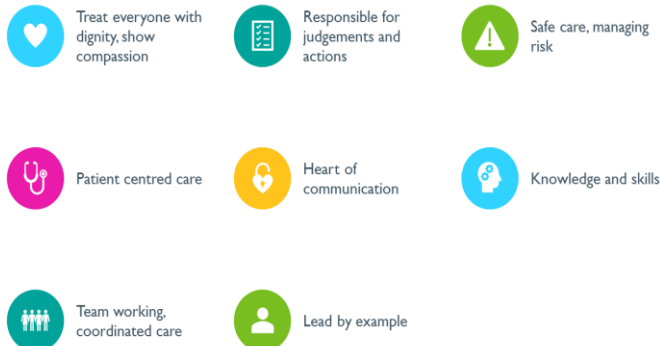 Treat everyone with
dignity, show
compassion
Responsible for
judgements and
actions
Safe care, managing
risk
Patient centred care
Heart of
communication
Knowledge and skills
Team working,
coordinated care
Lead by example